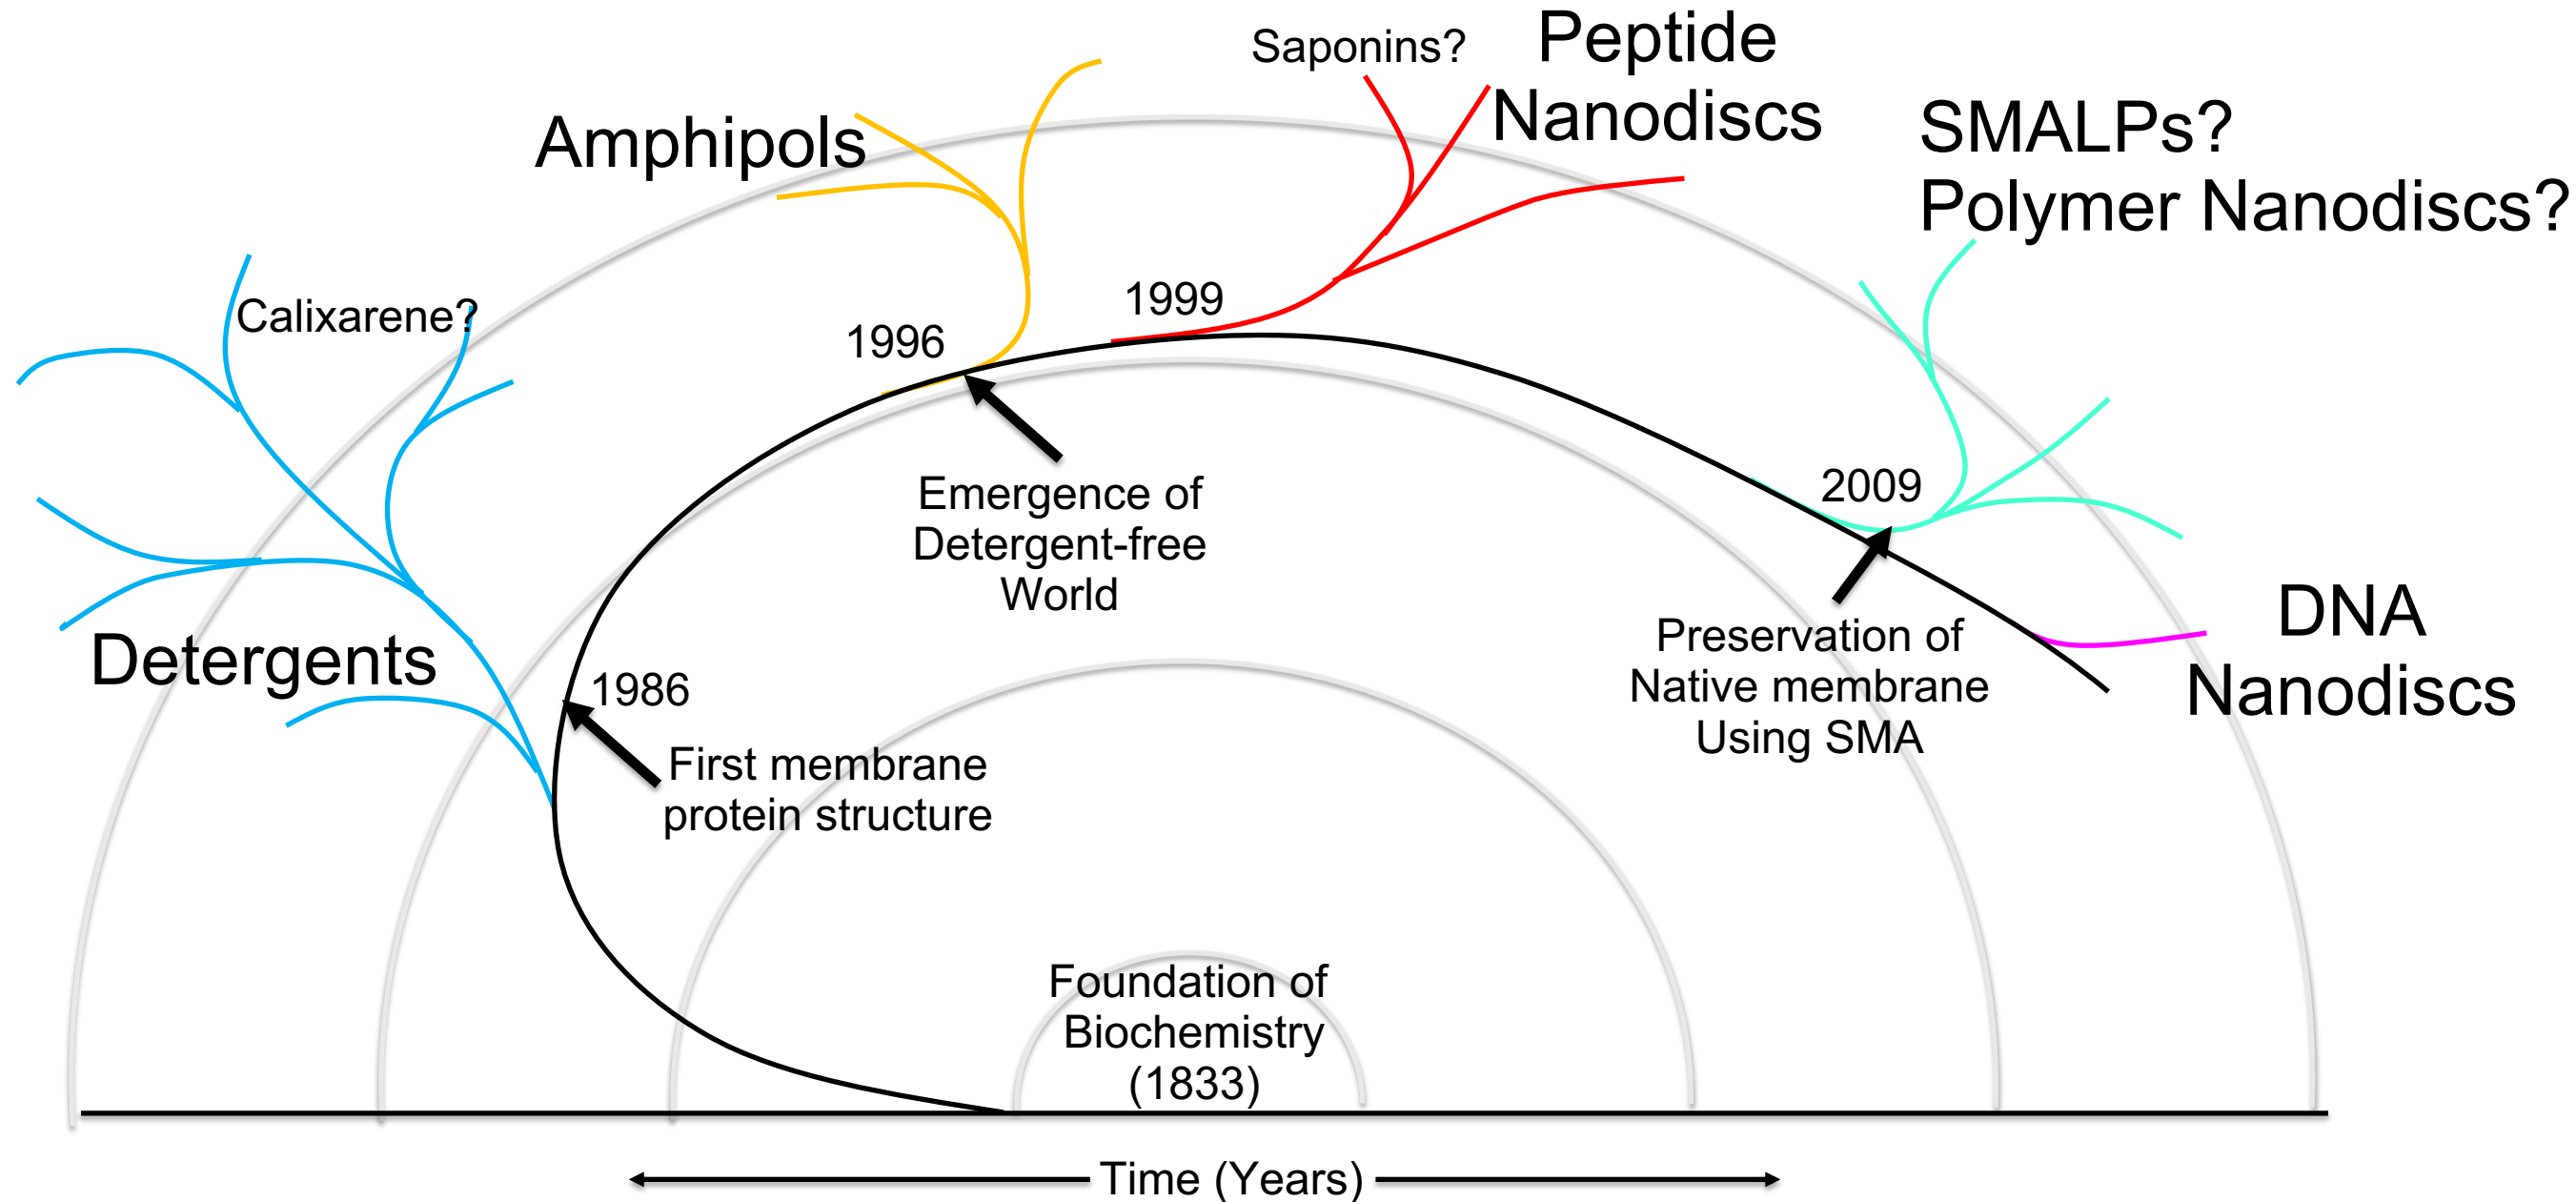 Saponins?
Peptide
Nanodiscs
Amphipols
SMALPs?
Polymer Nanodiscs?
Calixarene?
1996
1999
2009
Emergence of
Detergent-free
World
Detergents
1986
First membrane
protein structure
Preservation of
Native membrane
Using SMA
DNA
Nanodiscs
Foundation of
Biochemistry
(1833)
Time (Years)